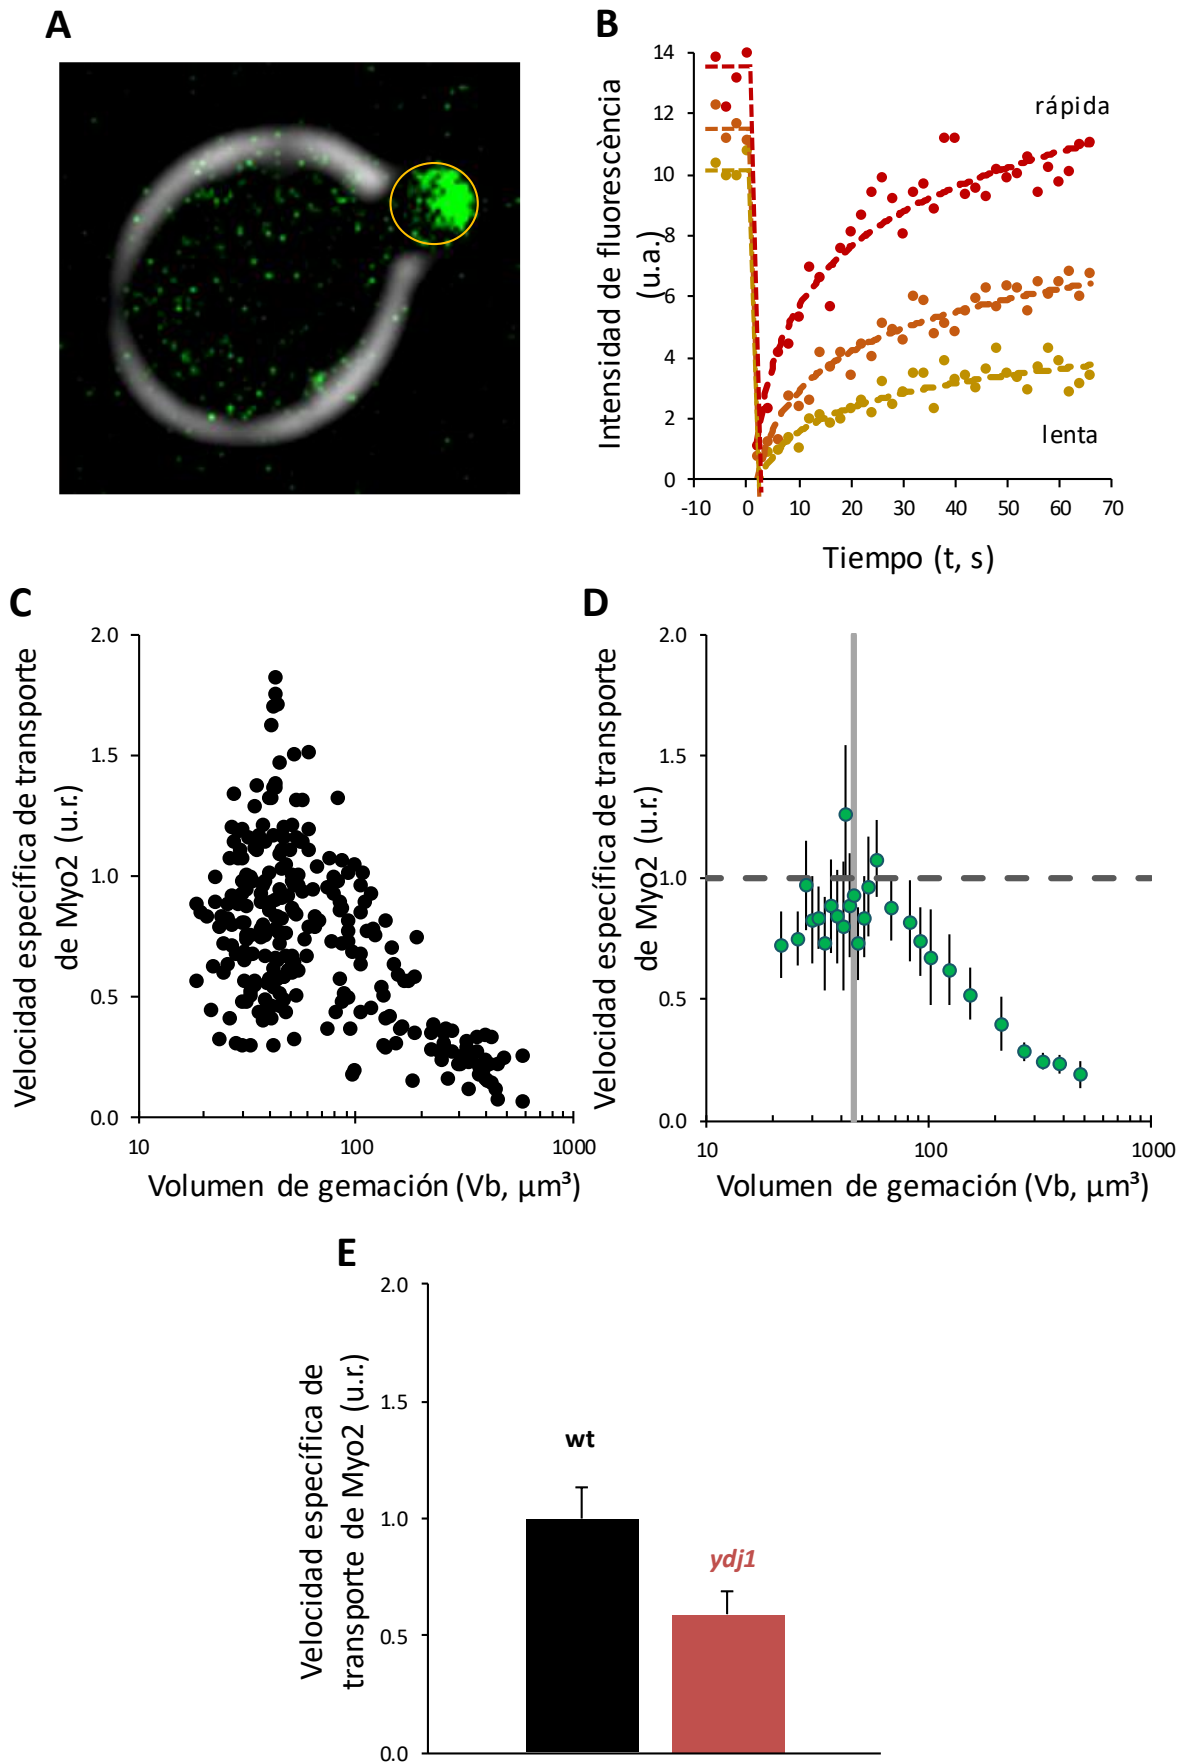 A
B
Intensidad de fluorescència
(u.a.)
14
12
10
8
6
4
2
0
rápida
lenta
-10 0 10 20 30 40 50 60 70
Tiempo (t, s)
C
Velocidad específica de transporte
de Myo2 (u.r.)
2.0
1.5
1.0
0.5
0.0
10 100 1000
Volumen de gemación (Vb, µm³)
D
Velocidad específica de transporte
de Myo2 (u.r.)
2.0
1.5
1.0
0.5
0.0
10 100 1000
Volumen de gemación (Vb, µm³)
E
Velocidad específica de
transporte de Myo2 (u.r.)
2.0
1.5
1.0
0.5
0.0
wt
ydj1